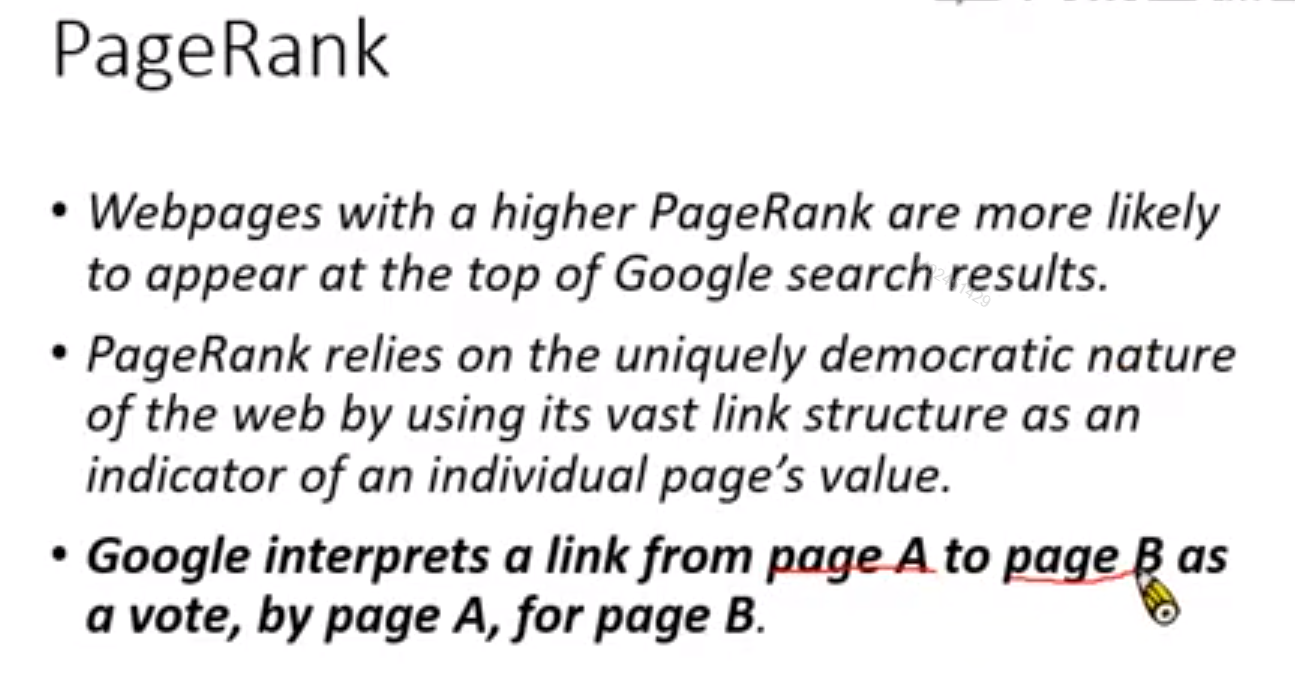 PageRank
• Webpages with a higher PageRank are more likely
to appear at the top of Google search results.
• PageRank relies on the uniquely democratic nature
of the web by using its vast link structure as an
indicator of an individual page’s value.
• Google interprets a link from page A to page B as
a vote, by page A, for page B.